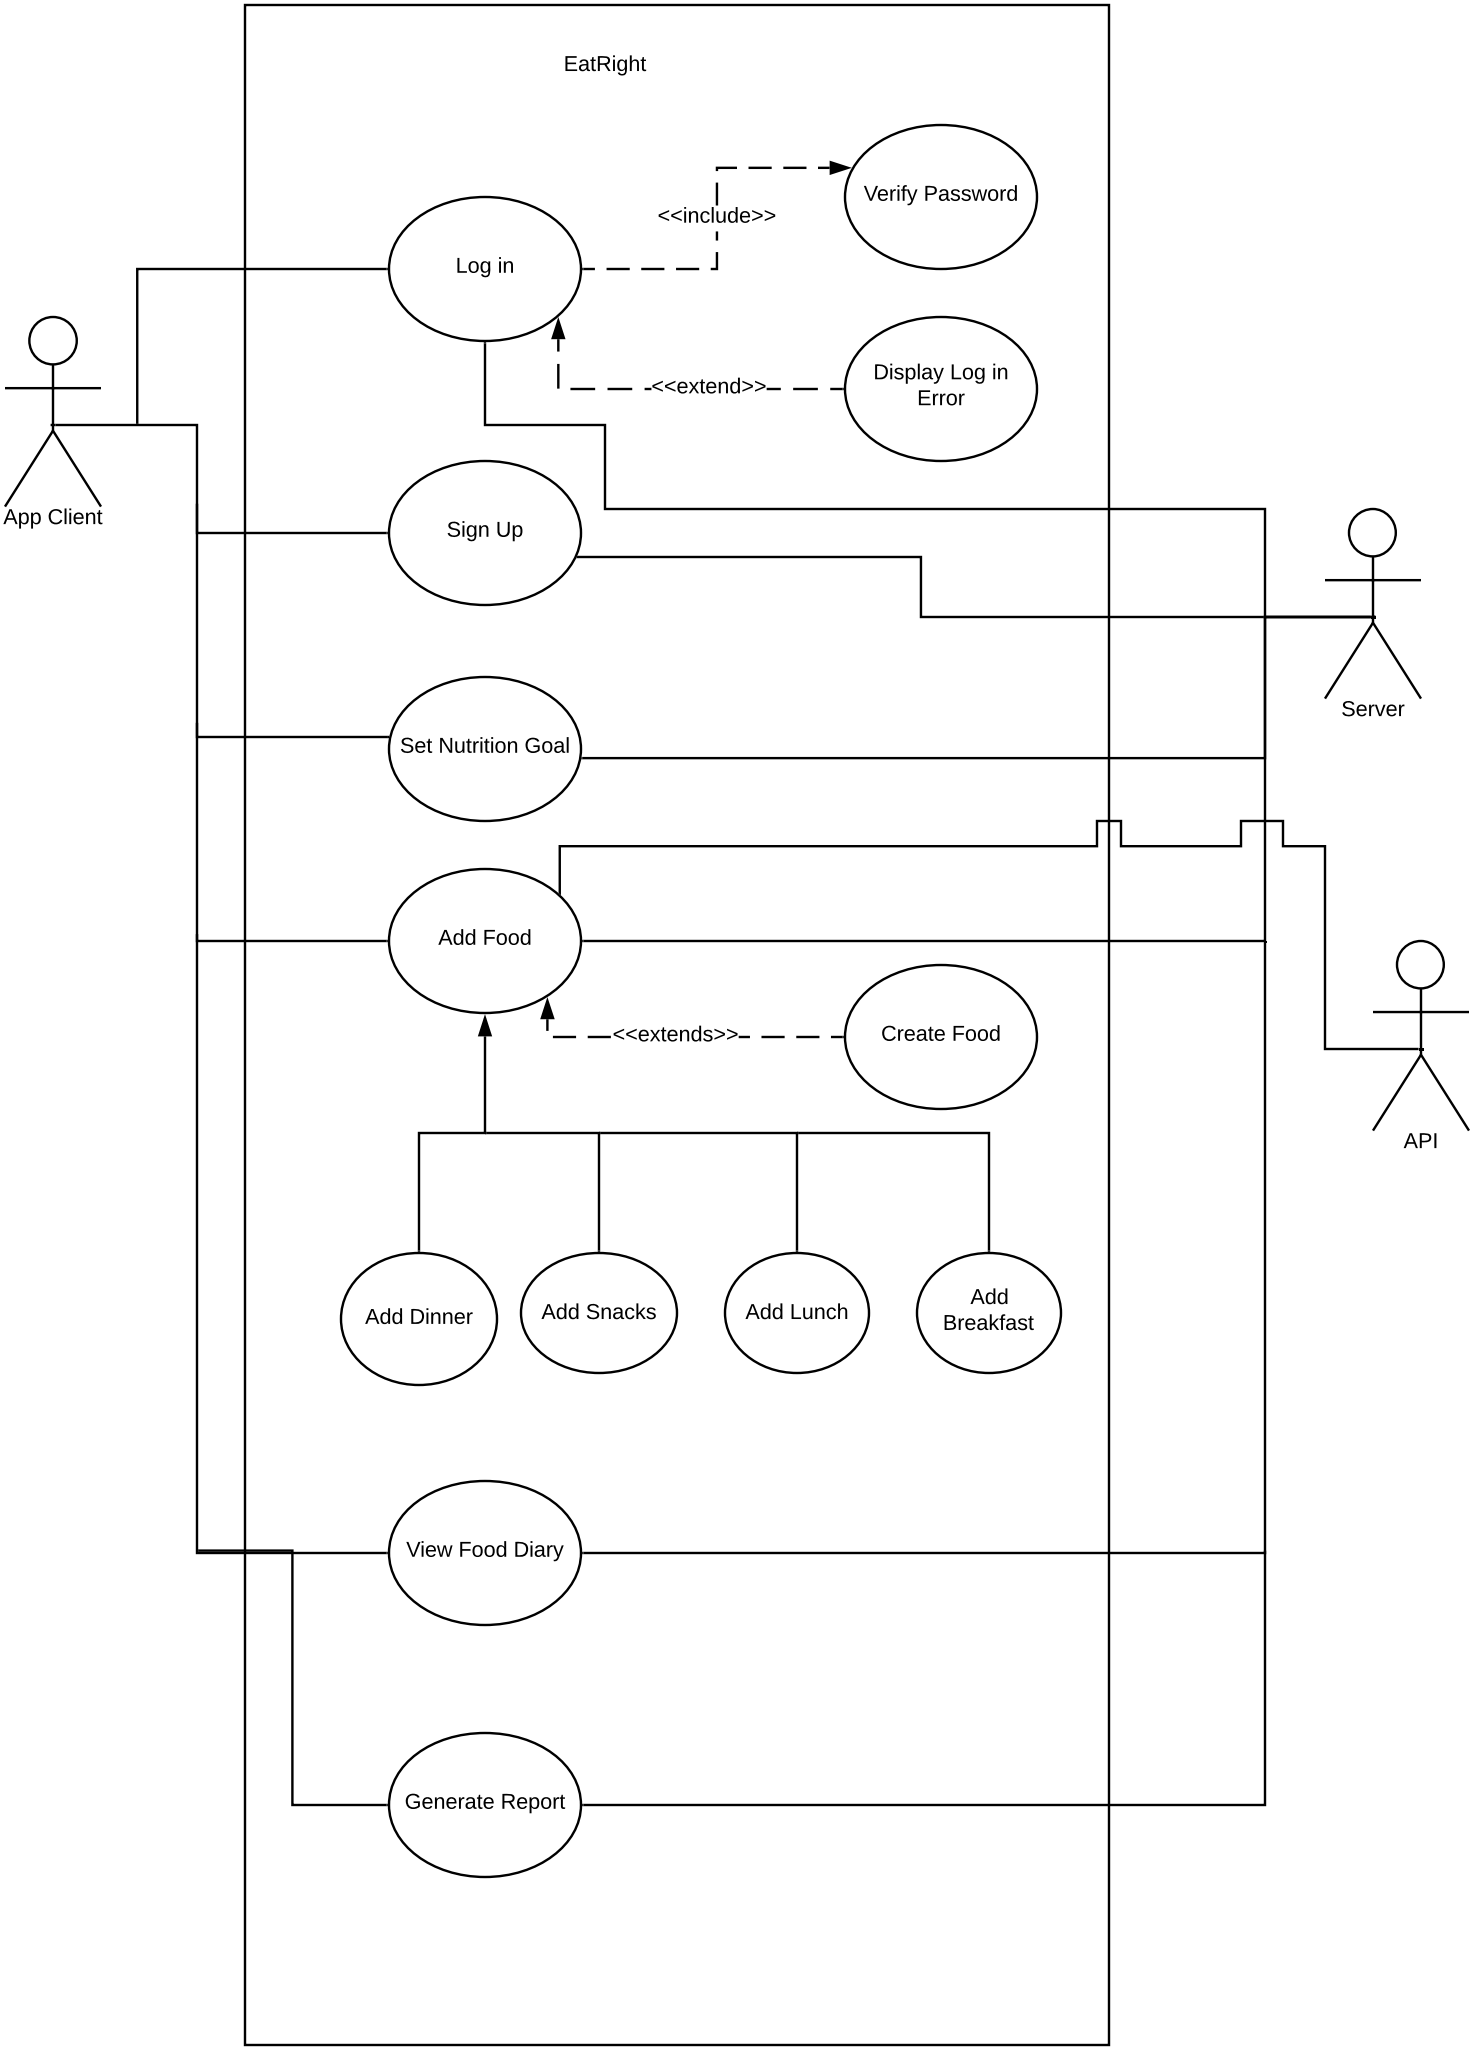 EatRight
Verify Password
<<include>>
Log in
Display Log in
Error
<<extend>>
App Client
Sign Up
Server
Set Nutrition Goal
Add Food
<<extends>>
Create Food
API
Add Dinner
Add Snacks
Add Lunch
Add
Breakfast
View Food Diary
Generate Report